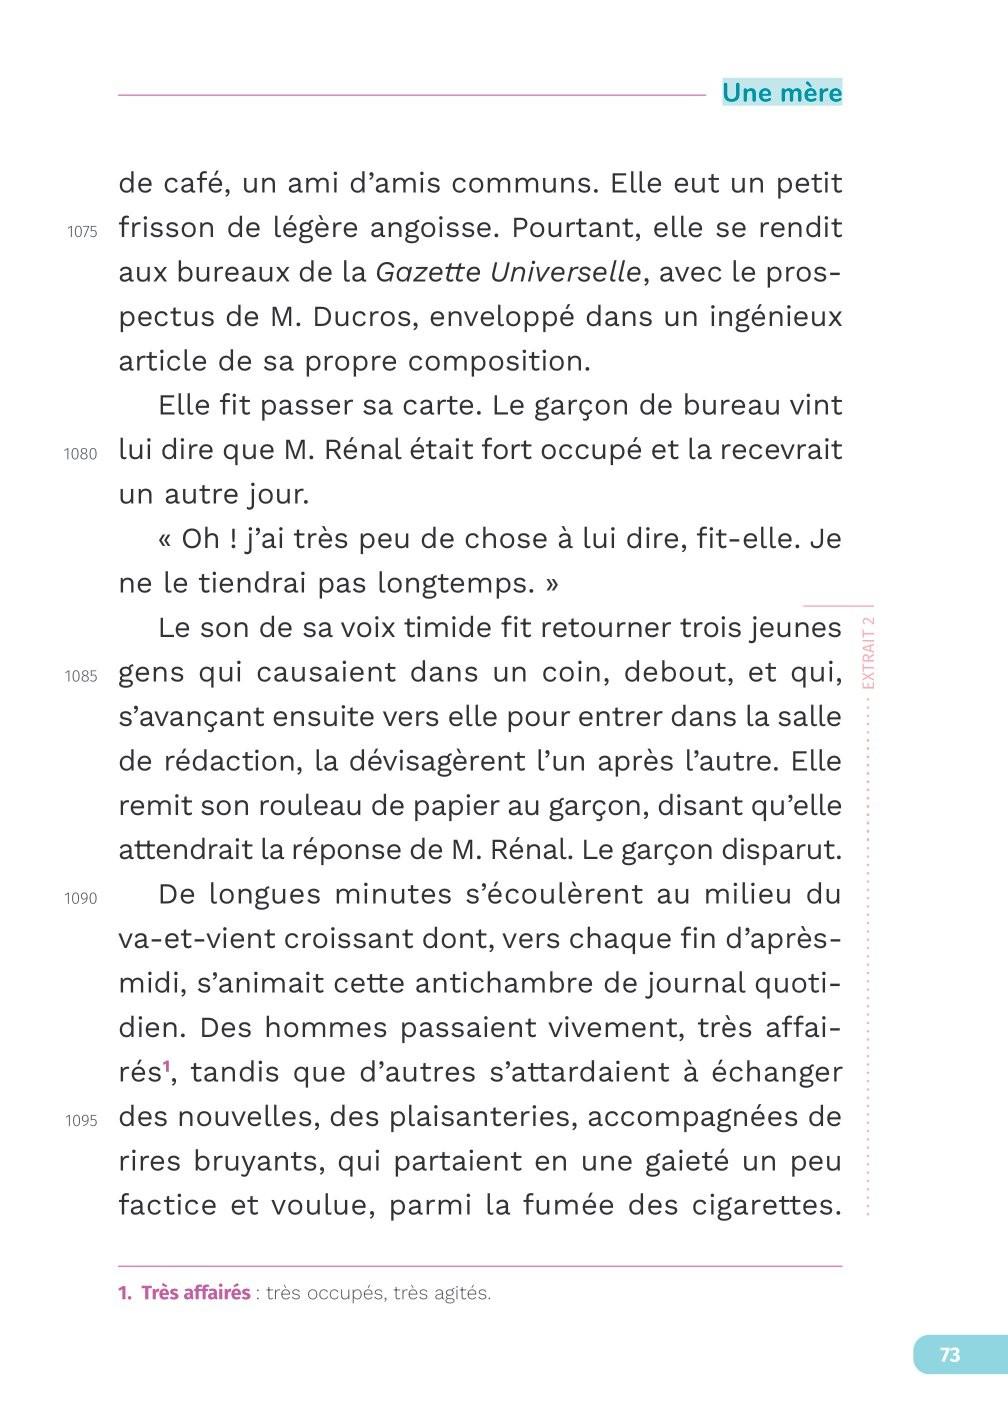 Une mère
de café, un ami d’amis communs. Elle eut un petit
1075 frisson de légère angoisse. Pourtant, elle se rendit
aux bureaux de la Gazette Universelle, avec le pros-
pectus de M. Ducros, enveloppé dans un ingénieux
article de sa propre composition.
Elle fit passer sa carte. Le garçon de bureau vint
1080 lui dire que M. Rénal était fort occupé et la recevrait
un autre jour.
« Oh ! j’ai très peu de chose à lui dire, fit-elle. Je
ne le tiendrai pas longtemps. »
Le son de sa voix timide fit retourner trois jeunes
1085 gens qui causaient dans un coin, debout, et qui,
s’avançant ensuite vers elle pour entrer dans la salle
de rédaction, la dévisagèrent l’un après l’autre. Elle
remit son rouleau de papier au garçon, disant qu’elle
attendrait la réponse de M. Rénal. Le garçon disparut.
1090 De longues minutes s’écoulèrent au milieu du
va-et-vient croissant dont, vers chaque fin d’après-
midi, s’animait cette antichambre de journal quoti-
dien. Des hommes passaient vivement, très affai-
rés¹, tandis que d’autres s’attardaient à échanger
1095 des nouvelles, des plaisanteries, accompagnées de
rires bruyants, qui partaient en une gaieté un peu
factice et voulue, parmi la fumée des cigarettes.
EXTRAIT 2
1. Très affairés : très occupés, très agités.
73